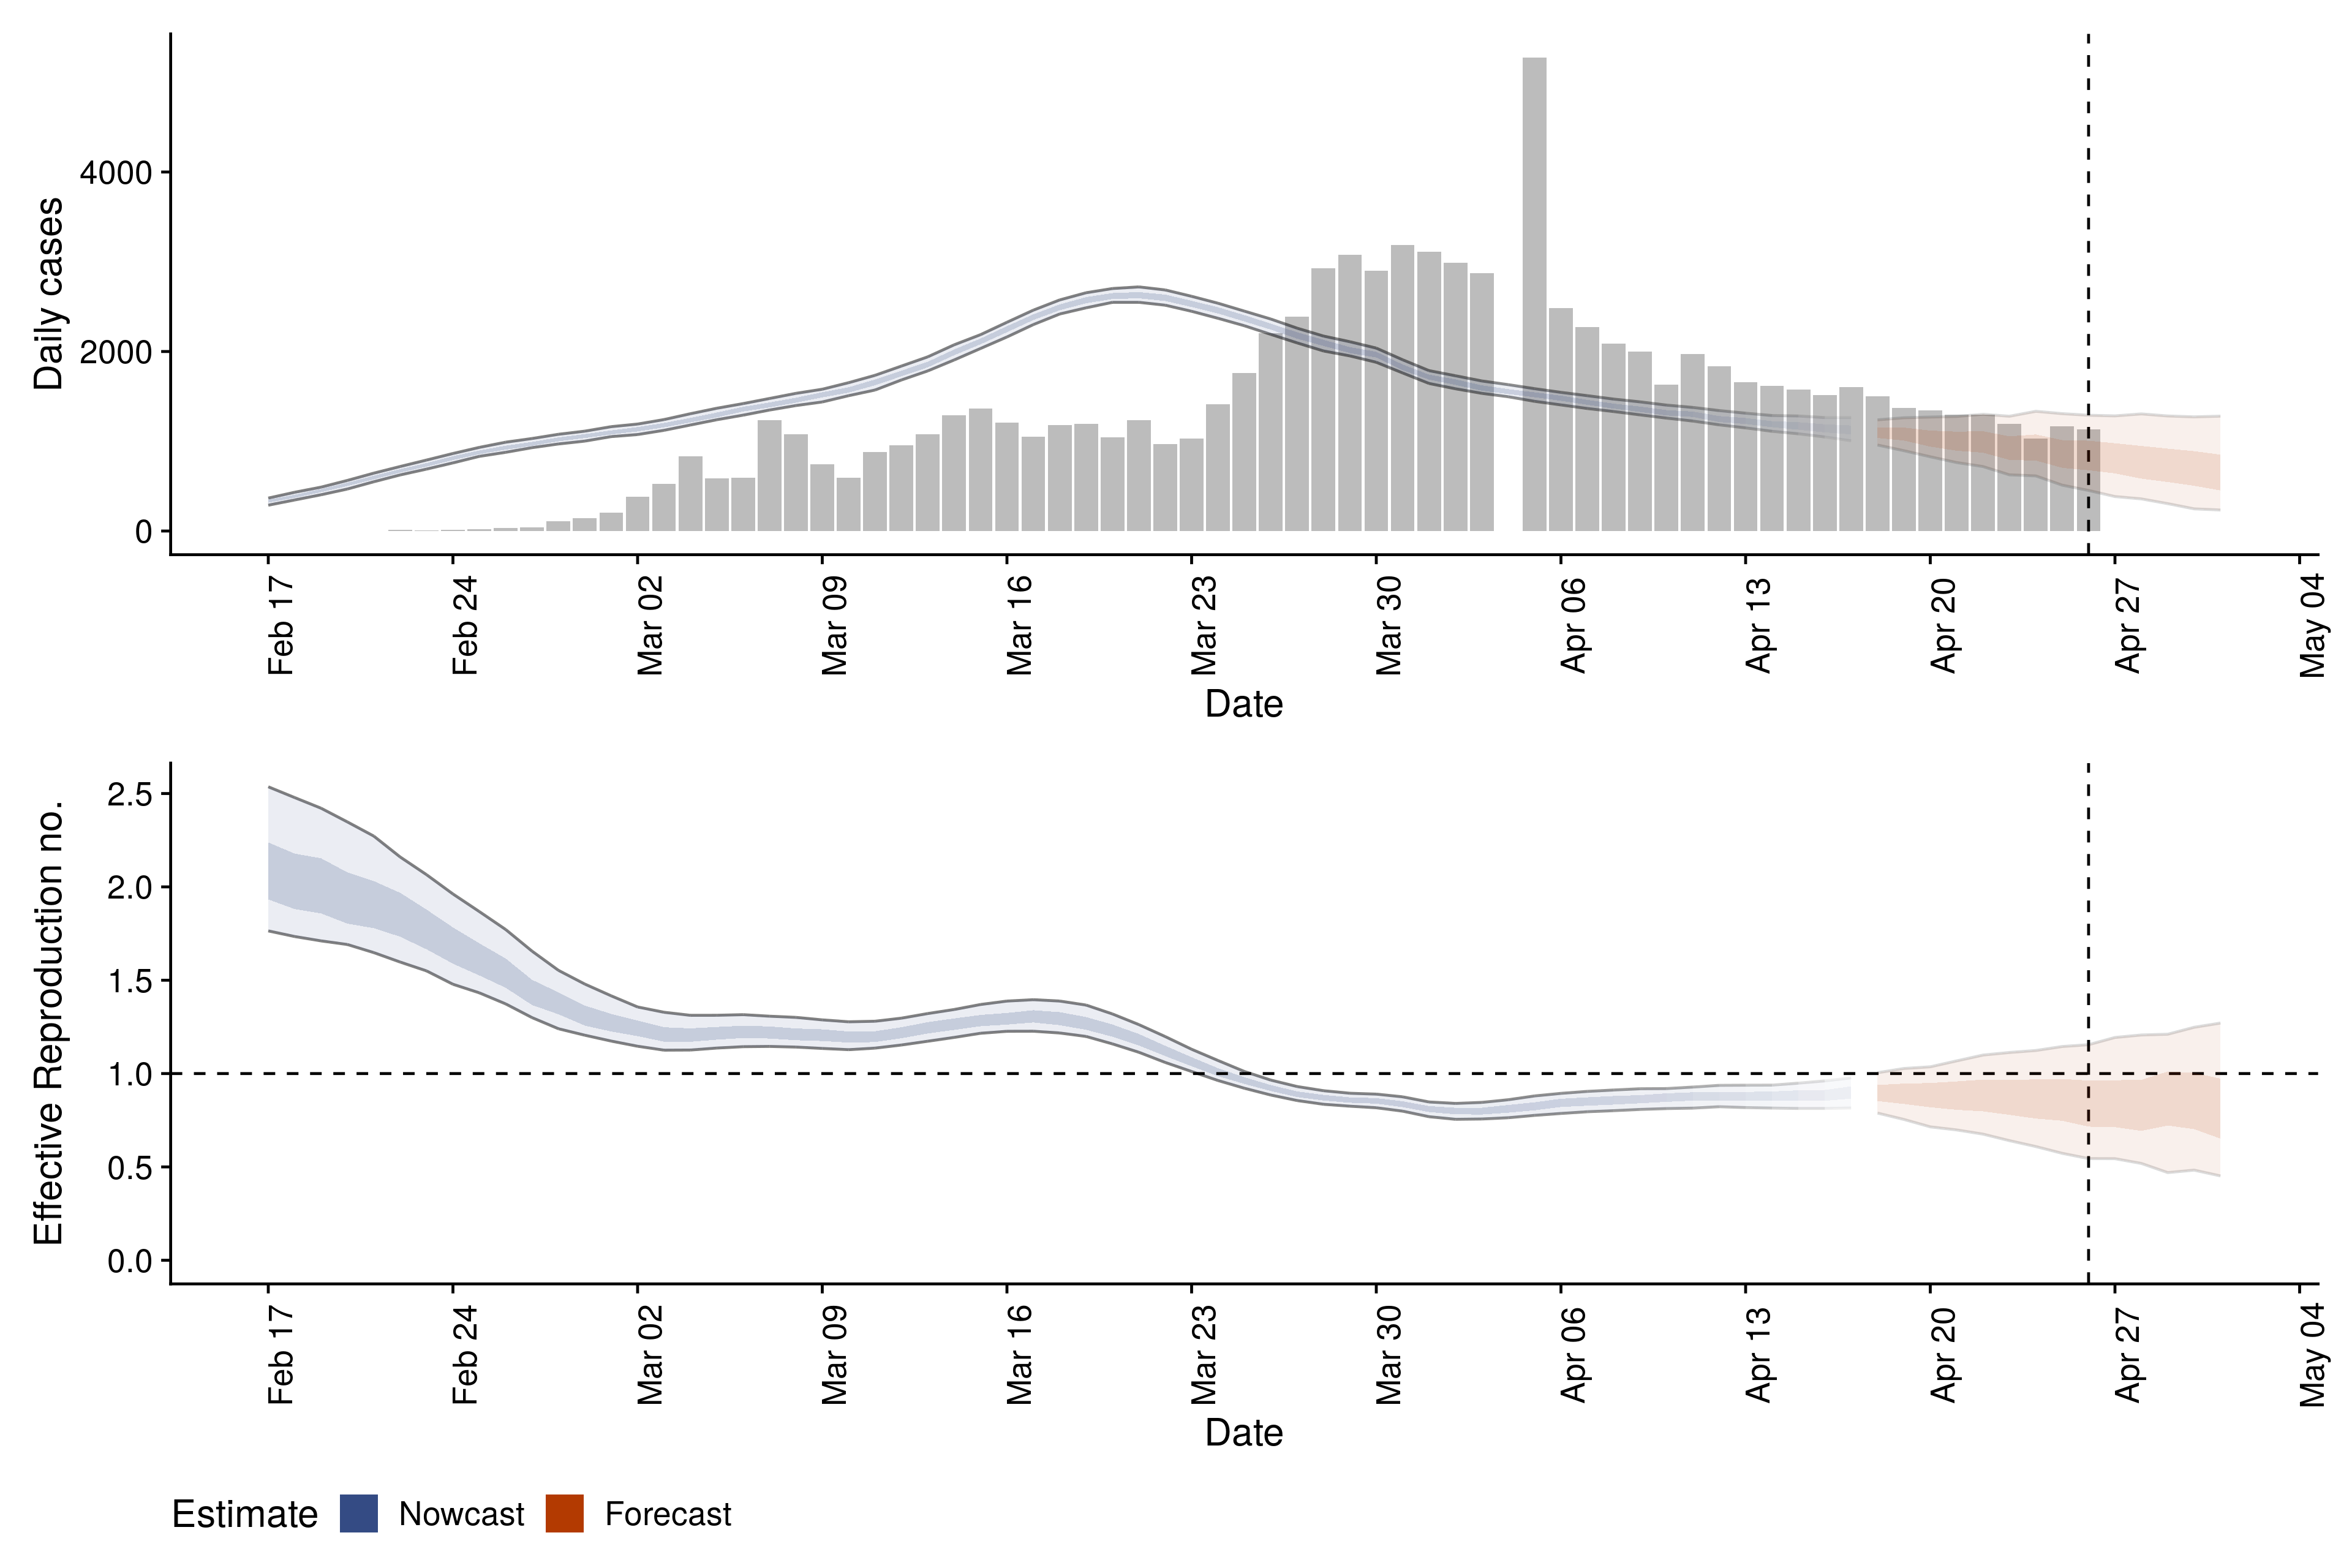 Daily cases
4000
2000
0
Feb 17
Feb 24
Mar 02
Mar 09
Mar 16
Mar 23
Mar 30
Apr 06
Apr 13
Apr 20
Apr 27
May 04
Date
Effective Reproduction no.
2.5
2.0
1.5
1.0
0.5
0.0
Feb 17
Feb 24
Mar 02
Mar 09
Mar 16
Mar 23
Mar 30
Apr 06
Apr 13
Apr 20
Apr 27
May 04
Date
Estimate Nowcast Forecast